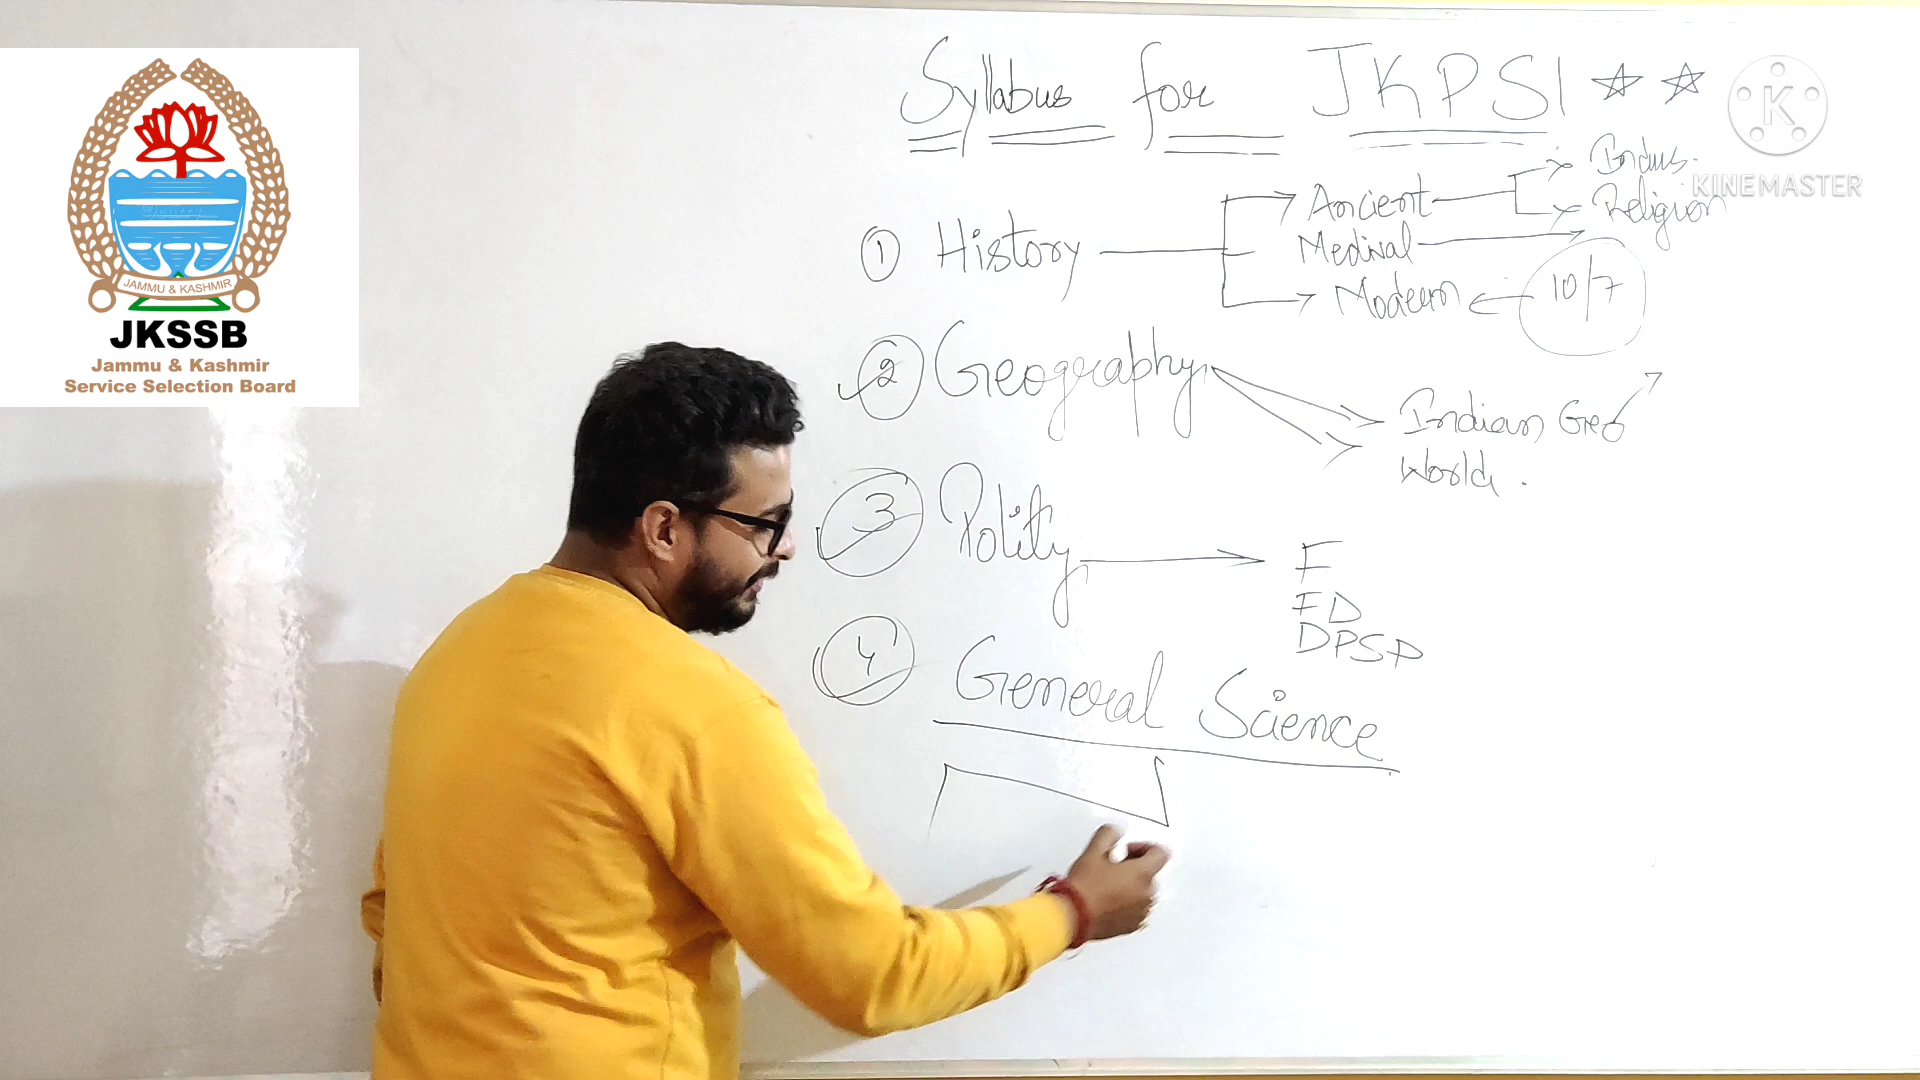 JAMMU & KASHMIR
JKSSB
Jammu & Kashmir
Service Selection Board
Syllabus for JKPSI
K
KINEMASTER
① History
Ancient
Indus.
Religion
Medival
Modern
10/7
② Geography
Indian Geo
World.
3 Polity
F
FD
DPSP
4 General Science